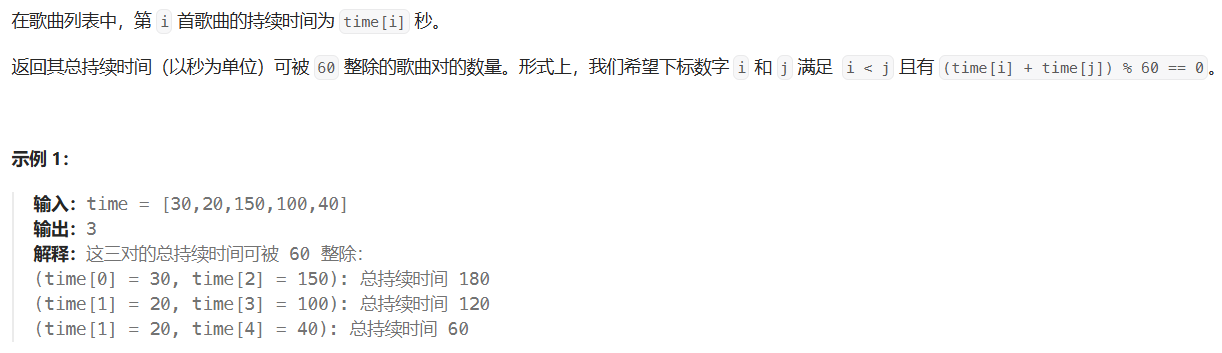 在歌曲列表中，第 i 首歌曲的持续时间为 time[i] 秒。
返回其总持续时间（以秒为单位）可被 60 整除的歌曲对的数量。形式上，我们希望下标数字 i 和 j 满足 i < j 且有 (time[i] + time[j]) % 60 == 0。
示例 1：
输入：time = [30,20,150,100,40]
输出：3
解释：这三对的总持续时间可被 60 整除：
(time[0] = 30, time[2] = 150): 总持续时间 180
(time[1] = 20, time[3] = 100): 总持续时间 120
(time[1] = 20, time[4] = 40): 总持续时间 60